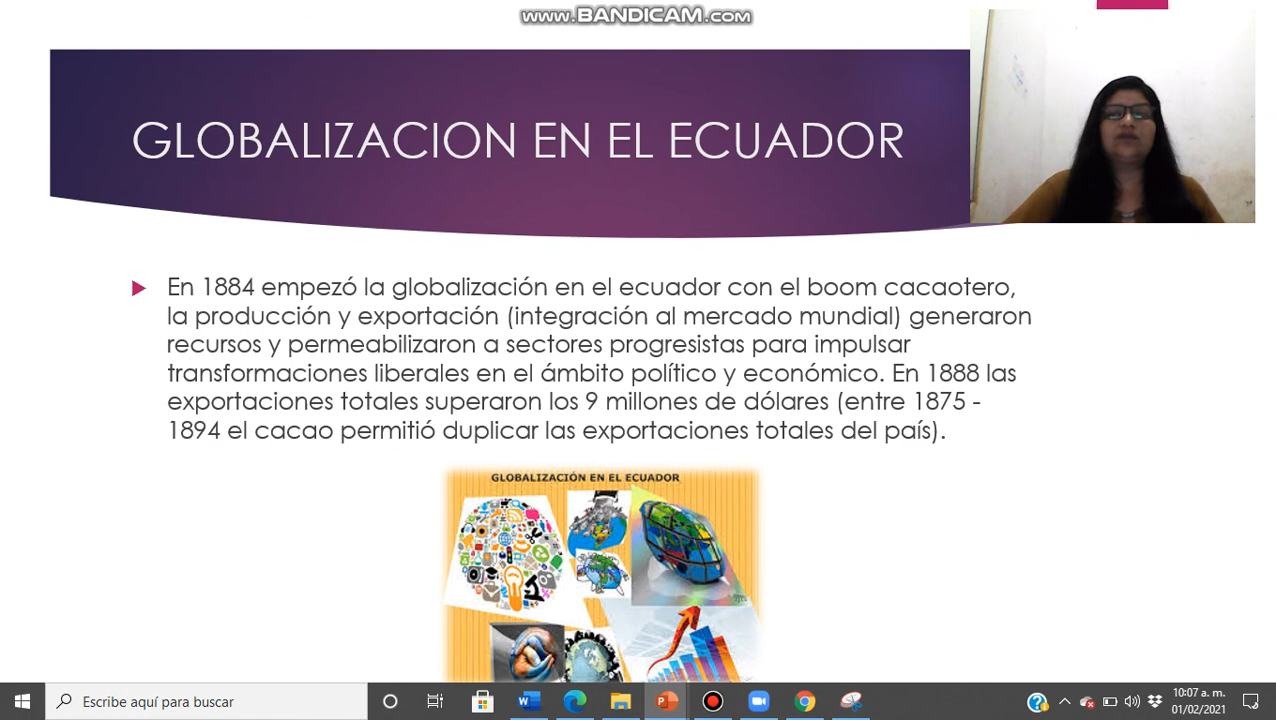 www.BANDICAM.com
GLOBALIZACION EN EL ECUADOR
En 1884 empezó la globalización en el ecuador con el boom cacaotero,
la producción y exportación (integración al mercado mundial) generaron
recursos y permeabilizaron a sectores progresistas para impulsar
transformaciones liberales en el ámbito político y económico. En 1888 las
exportaciones totales superaron los 9 millones de dólares (entre 1875 -
1894 el cacao permitió duplicar las exportaciones totales del país).
GLOBALIZACIÓN EN EL ECUADOR
Escribe aquí para buscar
10:07 a. m.
01/02/2021